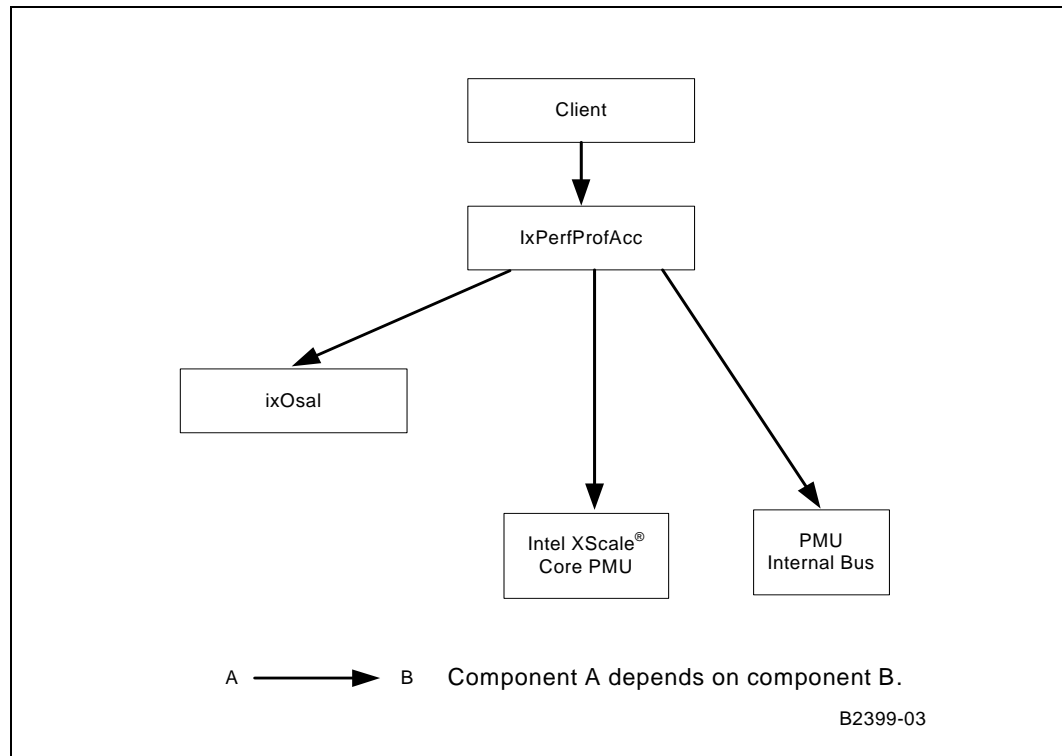 Client
IxPerfProfAcc
ixOsal
Intel XScale®
Core PMU
PMU
Internal Bus
A B Component A depends on component B.
B2399-03